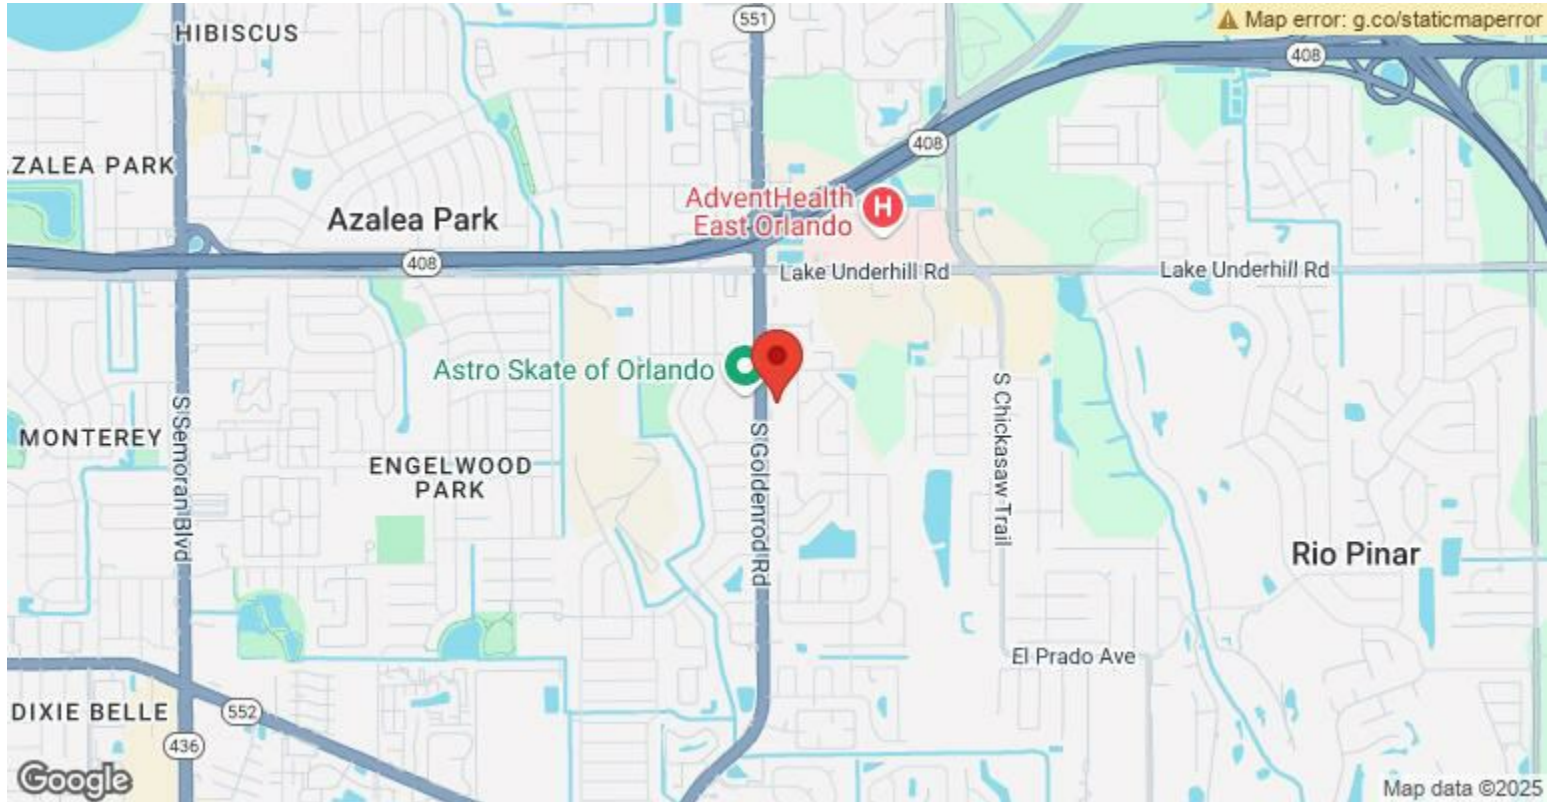 551
Map error: g.co/staticmaperror
HIBISCUS
408
408
ZALEA PARK
AdventHealth
East Orlando
H
Azalea Park
408
Lake Underhill Rd
Lake Underhill Rd
Astro Skate of Orlando
S Semoran Blvd
S Goldenrod Rd
S Chickasaw Trail
MONTEREY
ENGELWOOD
PARK
Rio Pinar
El Prado Ave
DIXIE BELLE
552
436
Google
Map data ©2025